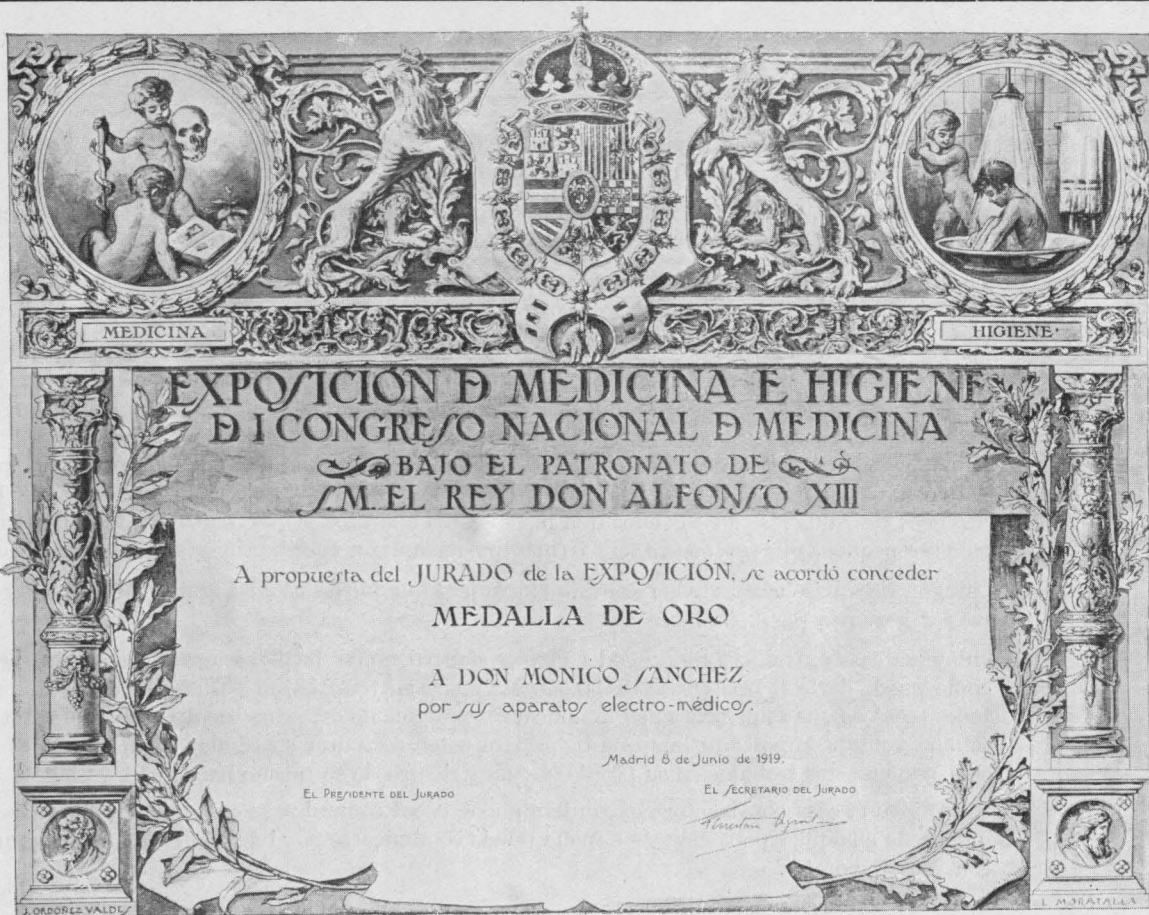 MEDICINA
HIGIENE
EXPOSICIÓN D MEDICINA E HIGIENE
D I CONGRESO NACIONAL D MEDICINA
BAJO EL PATRONATO DE
S.M. EL REY DON ALFONSO XIII
A propuesta del JURADO de la EXPOSICIÓN, se acordó conceder
MEDALLA DE ORO
A DON MONICO SANCHEZ
por sus aparatos electro-médicos.
Madrid 8 de Junio de 1919.
EL PRESIDENTE DEL JURADO
EL SECRETARIO DEL JURADO
J. ORDOÑEZ VALDES
L. MORATALLA